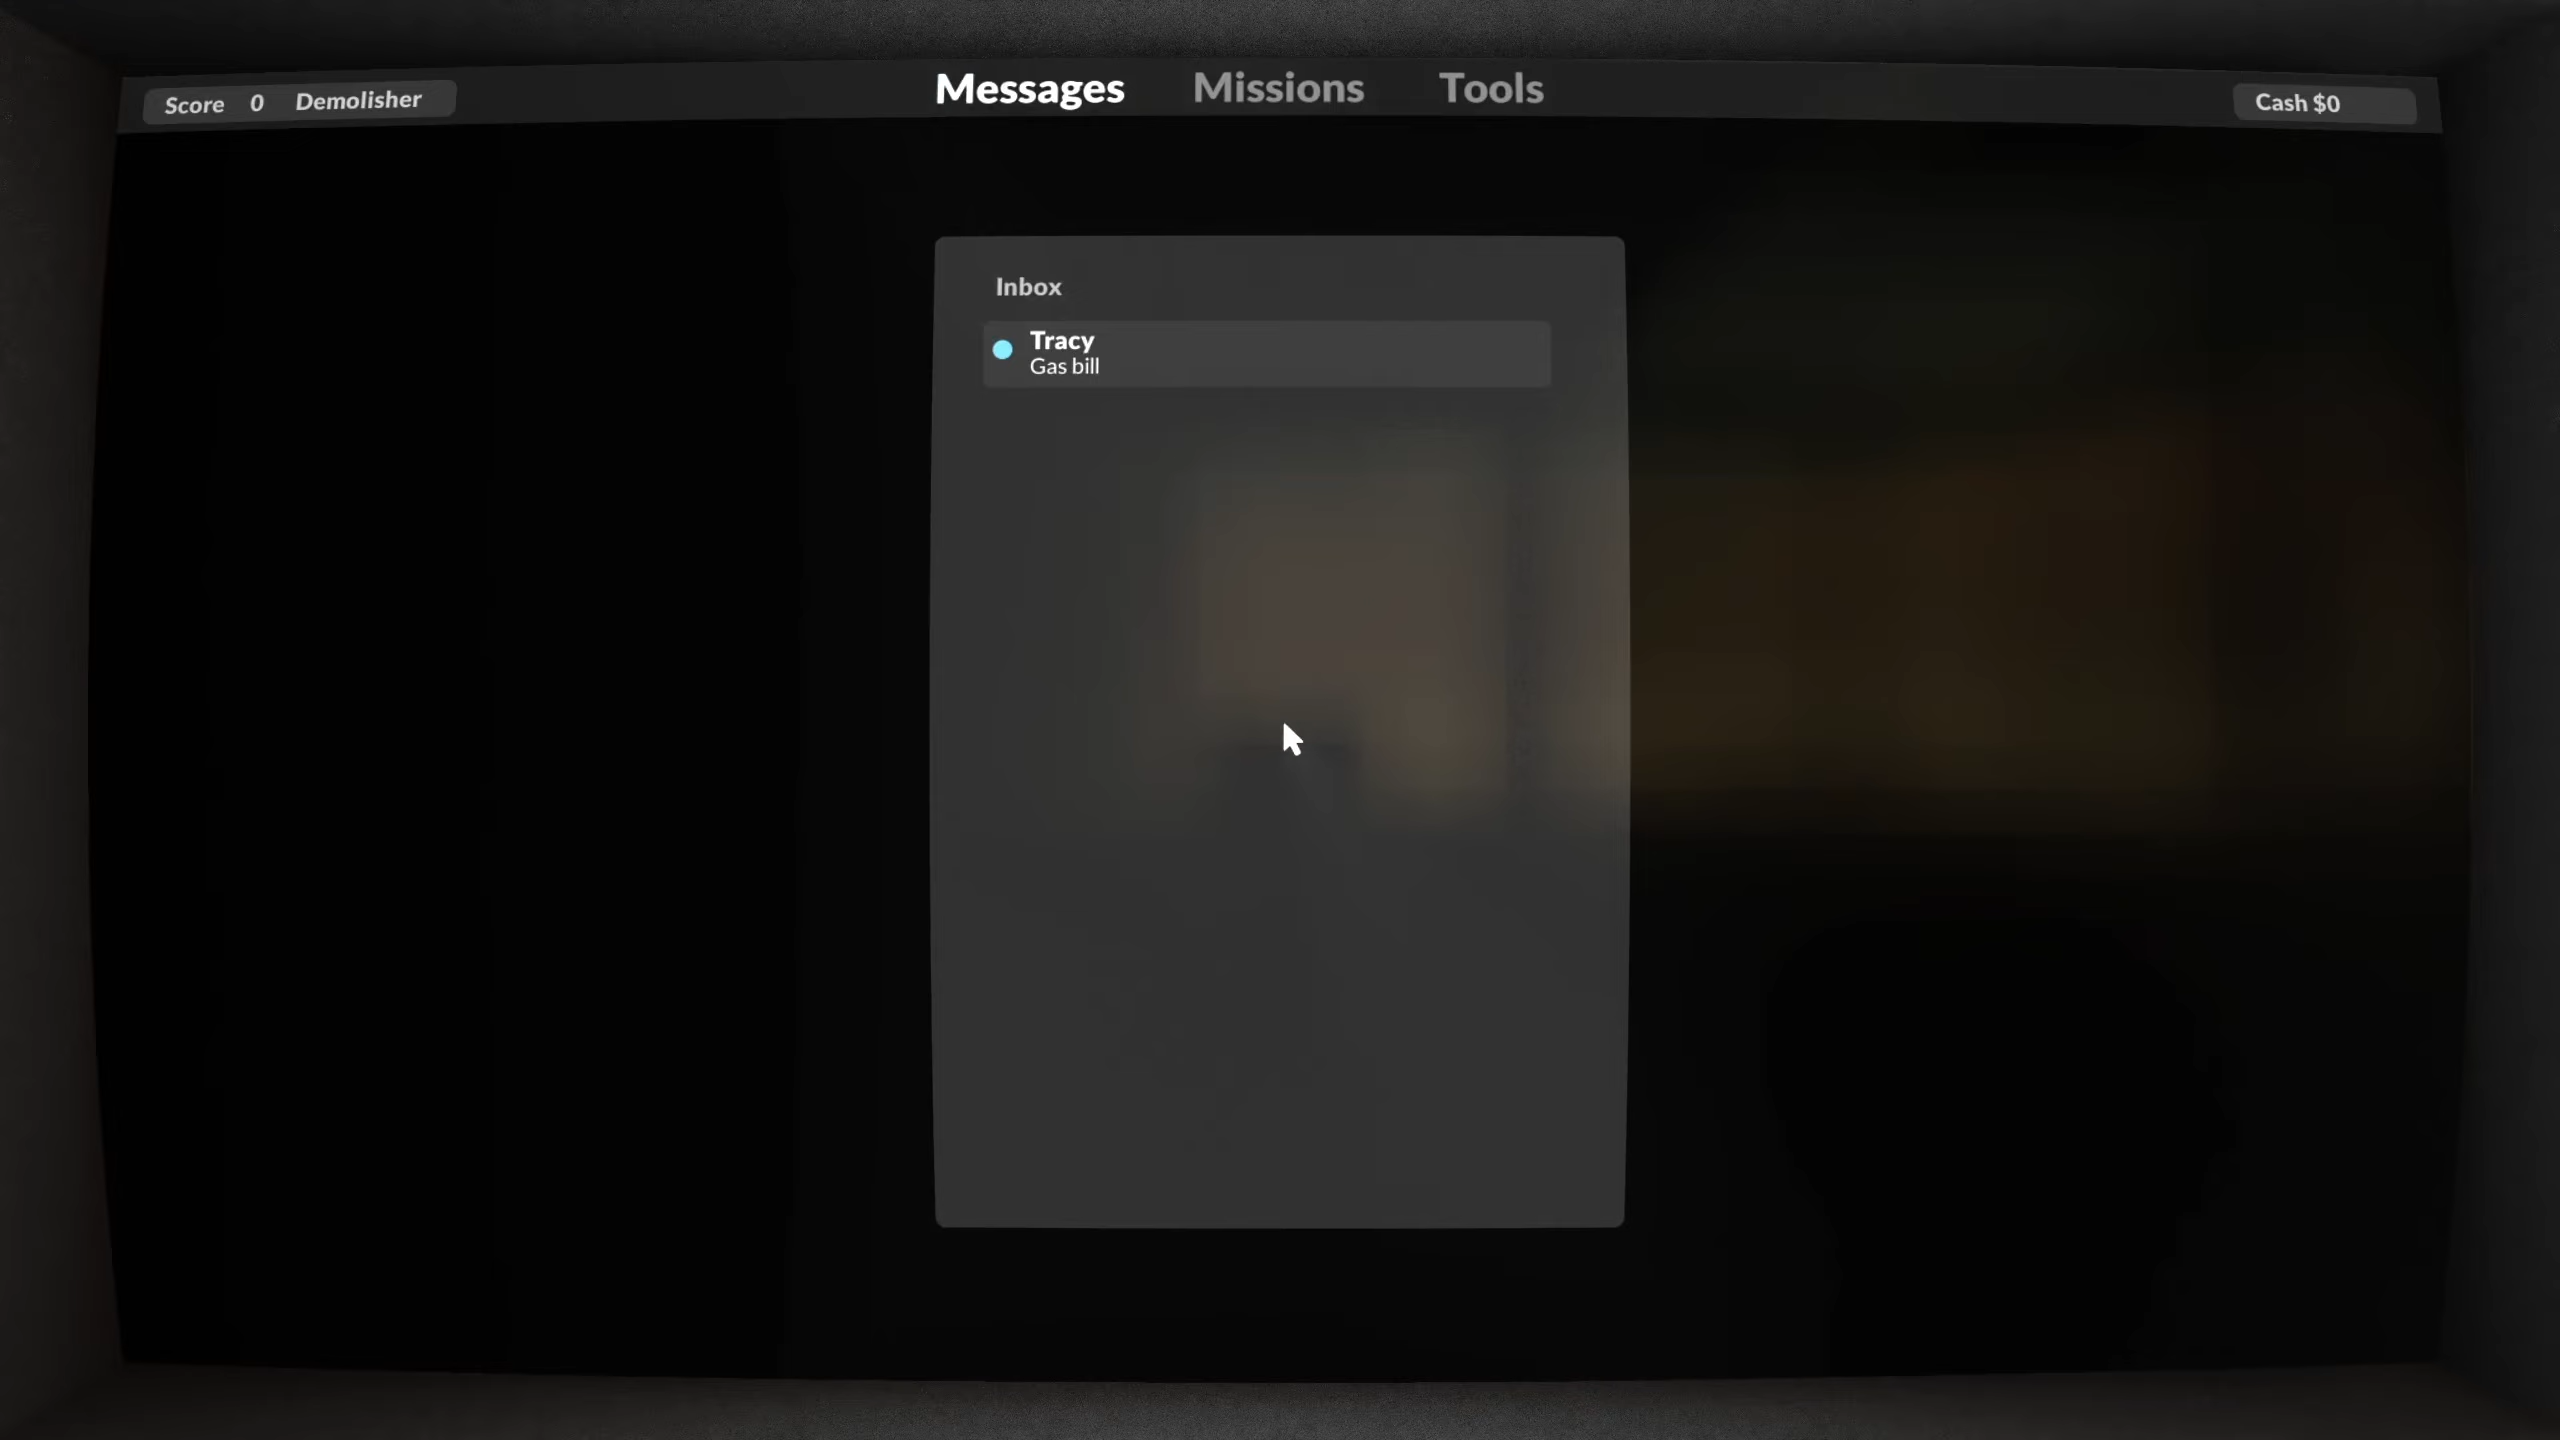 Score 0 Demolisher
Messages Missions Tools
Cash $0
Inbox
Tracy
Gas bill